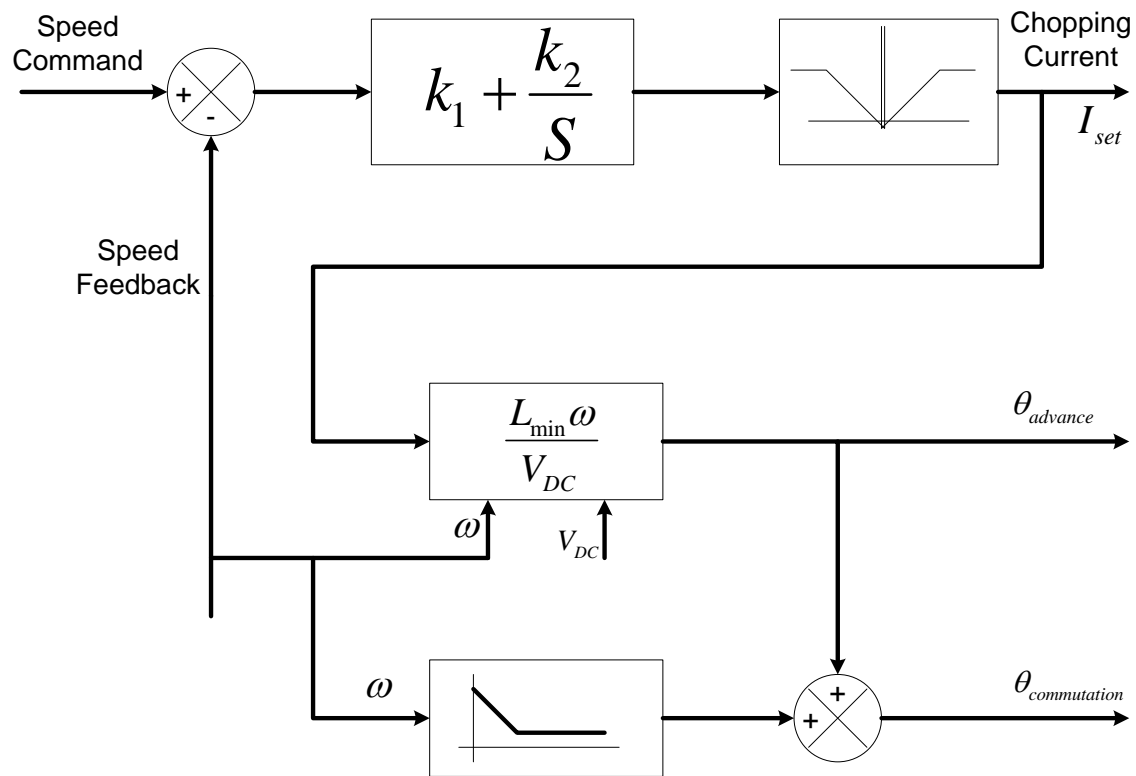 Speed
Command
Chopping
Current
+
-
k₁ + k₂/S
I_set
Speed
Feedback
L_min ω / V_DC
θ_advance
ω
V_DC
ω
+
+
θ_commutation